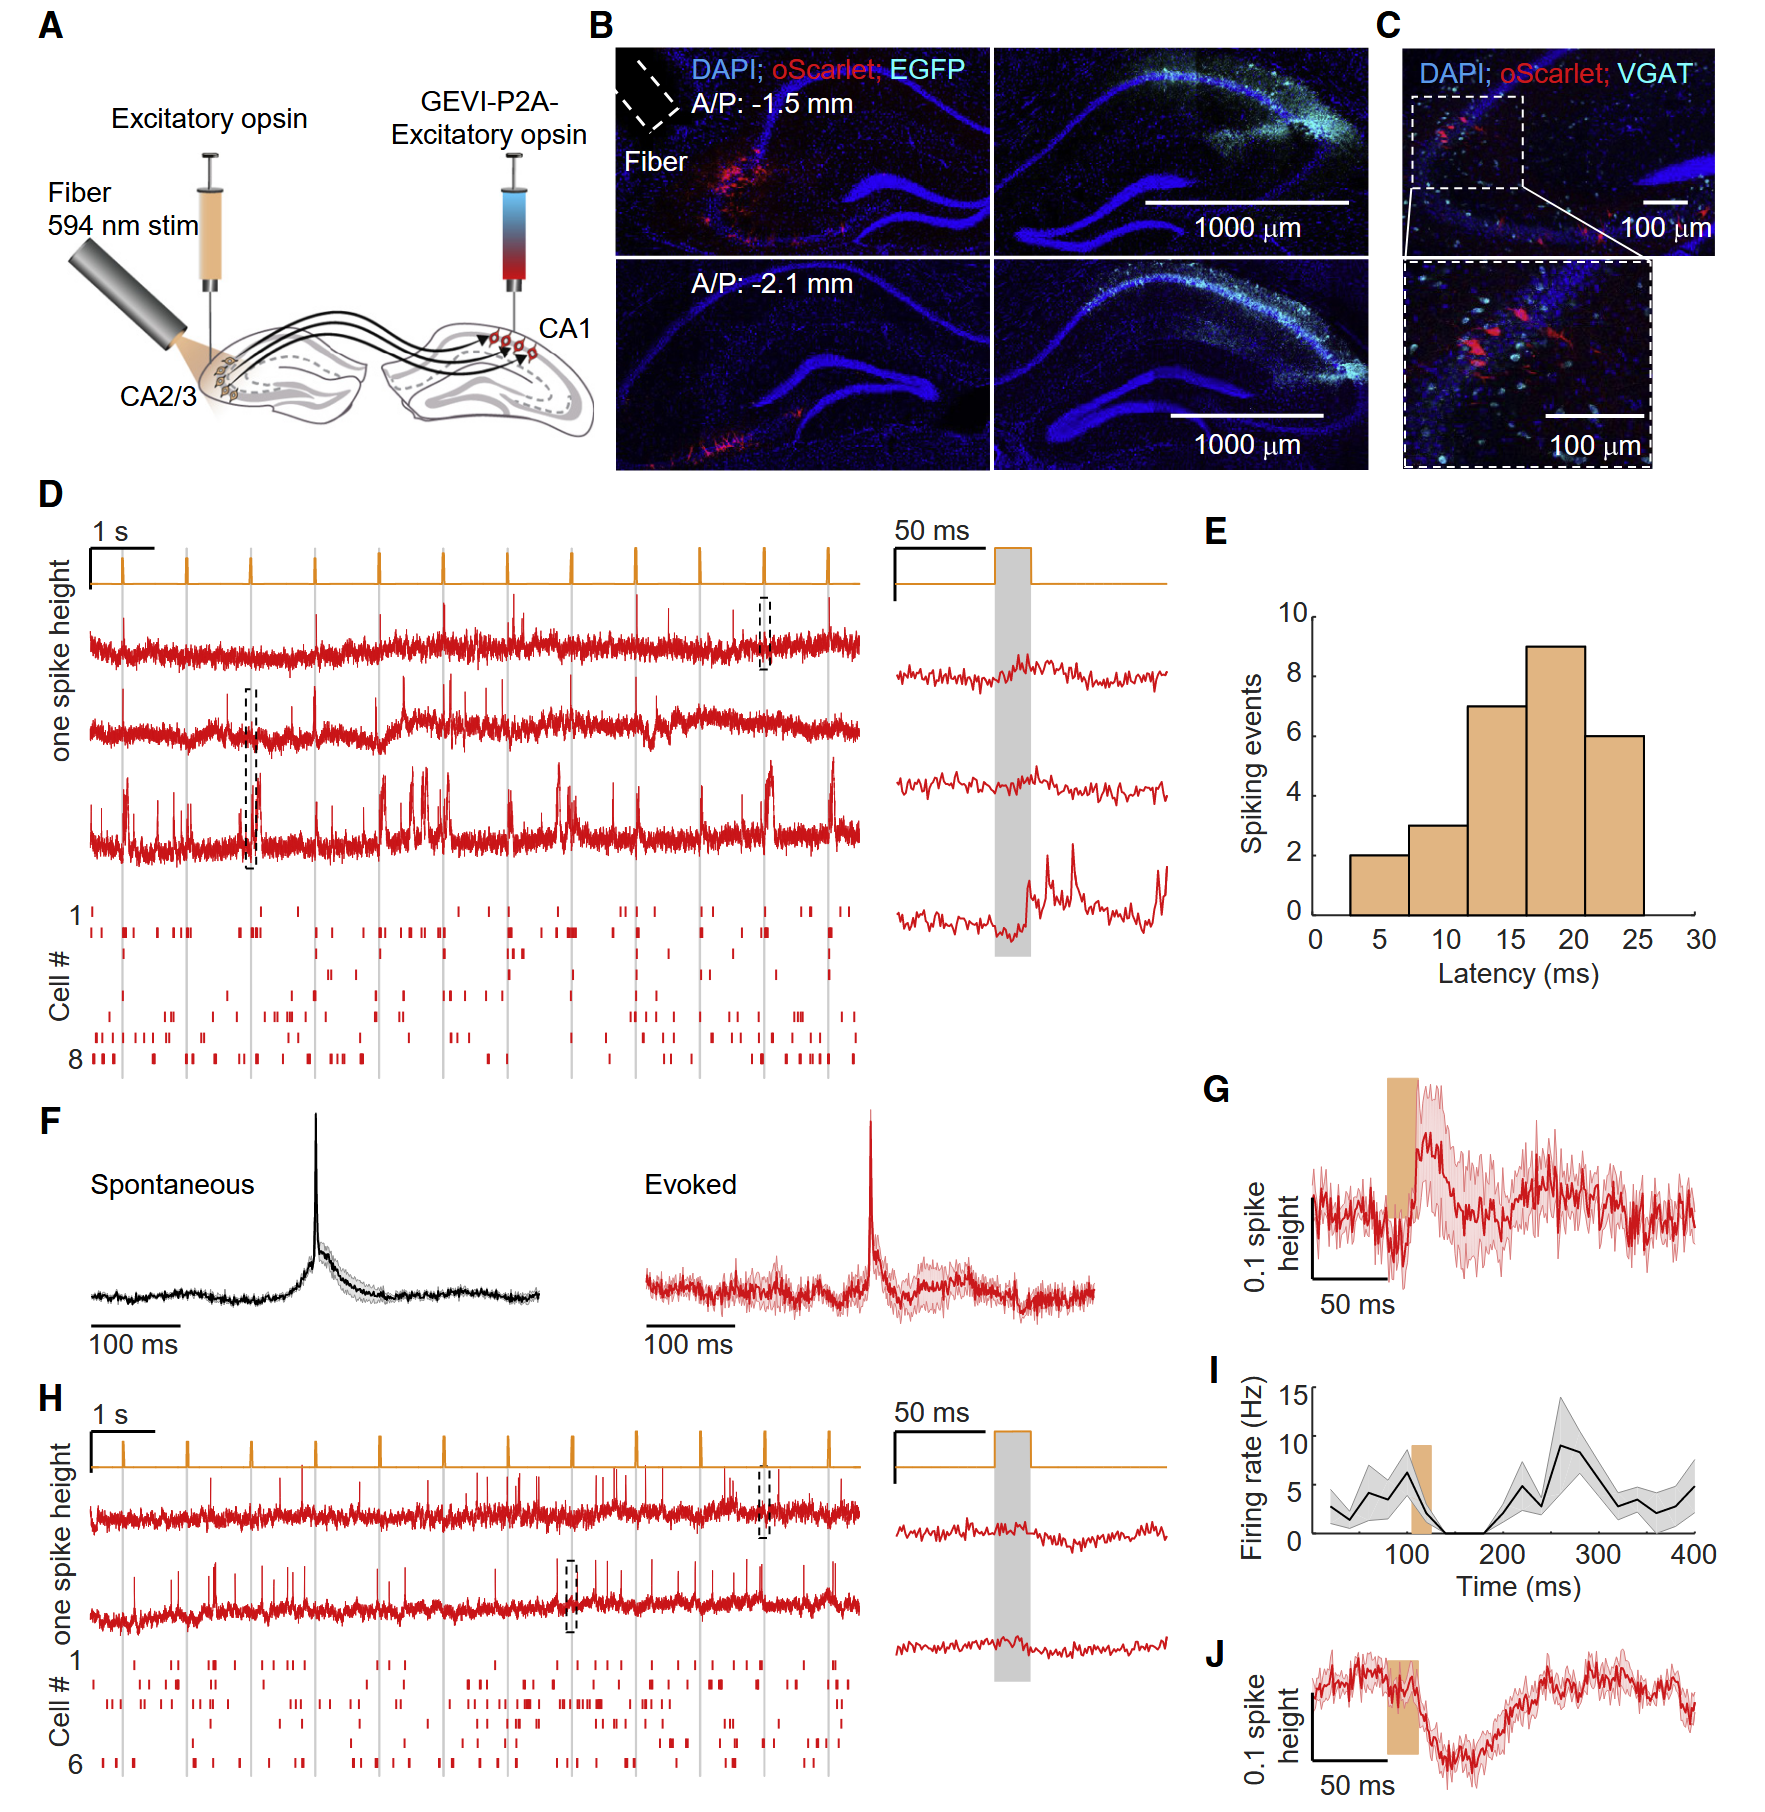 A
Excitatory opsin
GEVI-P2A-
Excitatory opsin
Fiber
594 nm stim
CA1
CA2/3
B
DAPI; oScarlet; EGFP
A/P: -1.5 mm
Fiber
1000 μm
A/P: -2.1 mm
1000 μm
C
DAPI; oScarlet; VGAT
100 μm
100 μm
D
1 s
one spike height
50 ms
1
Cell #
8
E
10
8
6
4
2
0
Spiking events
0 5 10 15 20 25 30
Latency (ms)
F
Spontaneous
100 ms
Evoked
100 ms
G
0.1 spike
height
50 ms
H
1 s
one spike height
50 ms
1
Cell #
6
I
15
10
5
0
Firing rate (Hz)
100 200 300 400
Time (ms)
J
0.1 spike
height
50 ms